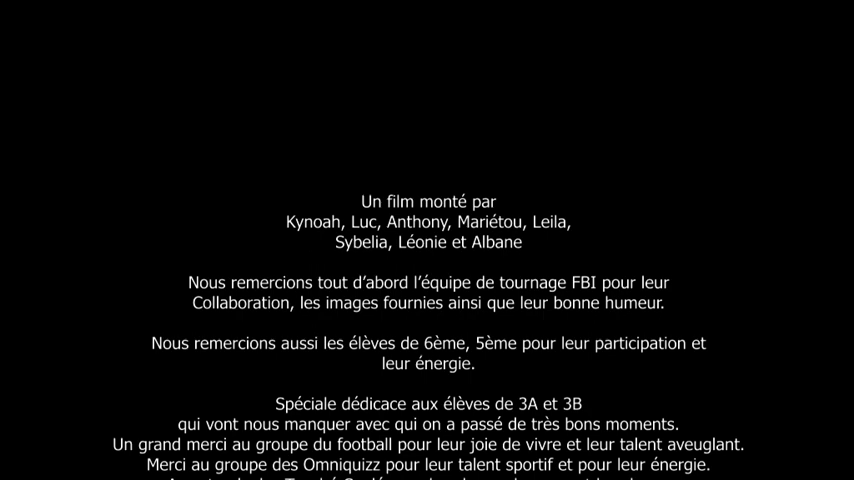 Un film monté par
Kynoah, Luc, Anthony, Mariétou, Leila,
Sybelia, Léonie et Albane
Nous remercions tout d’abord l’équipe de tournage FBI pour leur
Collaboration, les images fournies ainsi que leur bonne humeur.
Nous remercions aussi les élèves de 6ème, 5ème pour leur participation et
leur énergie.
Spéciale dédicace aux élèves de 3A et 3B
qui vont nous manquer avec qui on a passé de très bons moments.
Un grand merci au groupe du football pour leur joie de vivre et leur talent aveuglant.
Merci au groupe des Omniquizz pour leur talent sportif et pour leur énergie.